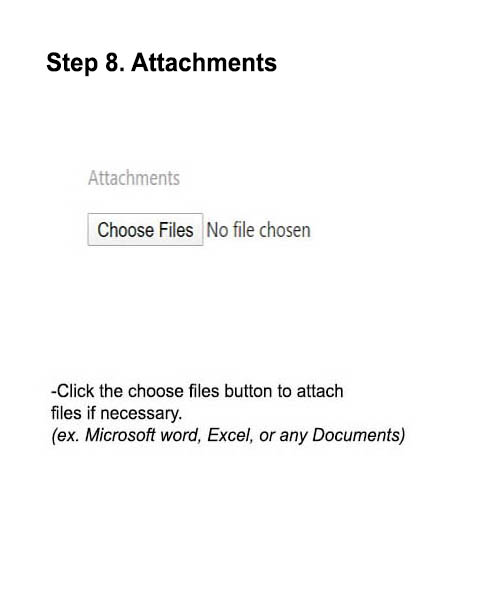 Step 8. Attachments
Attachments
Choose Files No file chosen
-Click the choose files button to attach
files if necessary.
(ex. Microsoft word, Excel, or any Documents)